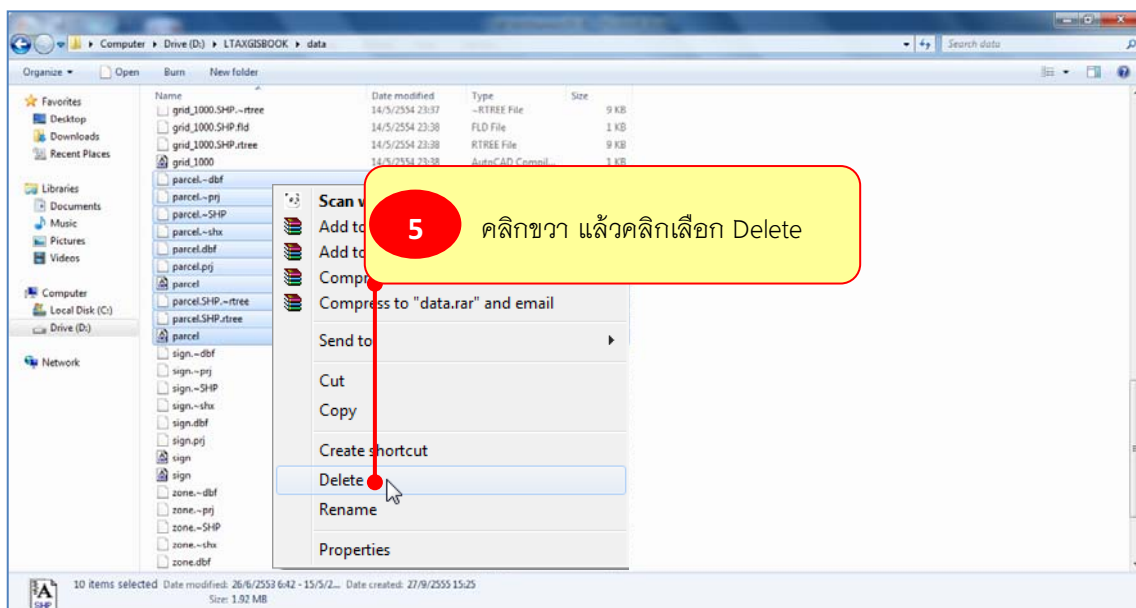 Computer ▸ Drive (D:) ▸ LTAXGISBOOK ▸ data
Search data
Organize Open Burn New folder
Favorites
Desktop
Downloads
Recent Places
Libraries
Documents
Music
Pictures
Videos
Computer
Local Disk (C:)
Drive (D:)
Network
Name Date modified Type Size
grid_1000.SHP.~rtree 14/5/2554 23:37 ~RTREE File 9 KB
grid_1000.SHP.fld 14/5/2554 23:38 FLD File 1 KB
grid_1000.SHP.rtree 14/5/2554 23:38 RTREE File 9 KB
grid_1000 14/5/2554 23:38 AutoCAD Compil... 1 KB
parcel.~dbf
parcel.~prj
parcel.~SHP
parcel.~shx
parcel.dbf
parcel.prj
parcel
parcel.SHP.~rtree
parcel.SHP.rtree
parcel
sign.~dbf
sign.~prj
sign.~SHP
sign.~shx
sign.dbf
sign.prj
sign
sign
zone.~dbf
zone.~prj
zone.~SHP
zone.~shx
zone.dbf
Scan
Add to
Add to
Compr
Compress to "data.rar" and email
Send to
Cut
Copy
Create shortcut
Delete
Rename
Properties
5 คลิกขวา แล้วคลิกเลือก Delete
10 items selected Date modified: 26/6/2553 6:42 - 15/5/2... Date created: 27/9/2555 15:25
Size: 1.92 MB
SHP